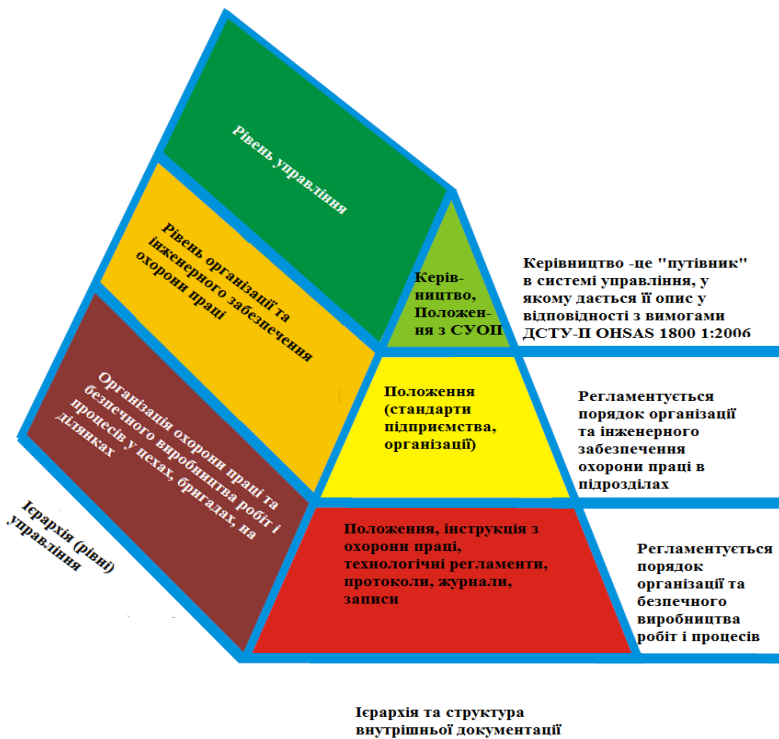 Рівень управління
Рівень організації та
інженерного забезпечення
охорони праці
Організація охорони праці та
безпечного виробництва робіт і
процесів у цехах, бригадах, на
ділянках
Ієрархія (рівні)
управління
Керів-
ництво,
Положен-
ня з СУОП
Керівництво -це "путівник"
в системі управління, у
якому дається її опис у
відповідності з вимогами
ДСТУ-П OHSAS 1800 1:2006
Положення
(стандарти
підприємства,
організації)
Регламентується
порядок організації
та інженерного
забезпечення
охорони праці в
підрозділах
Положення, інструкція з
охорони праці,
технологічні регламенти,
протоколи, журнали,
записи
Регламентується
порядок
організації та
безпечного
виробництва
робіт і процесів
Ієрархія та структура
внутрішньої документації